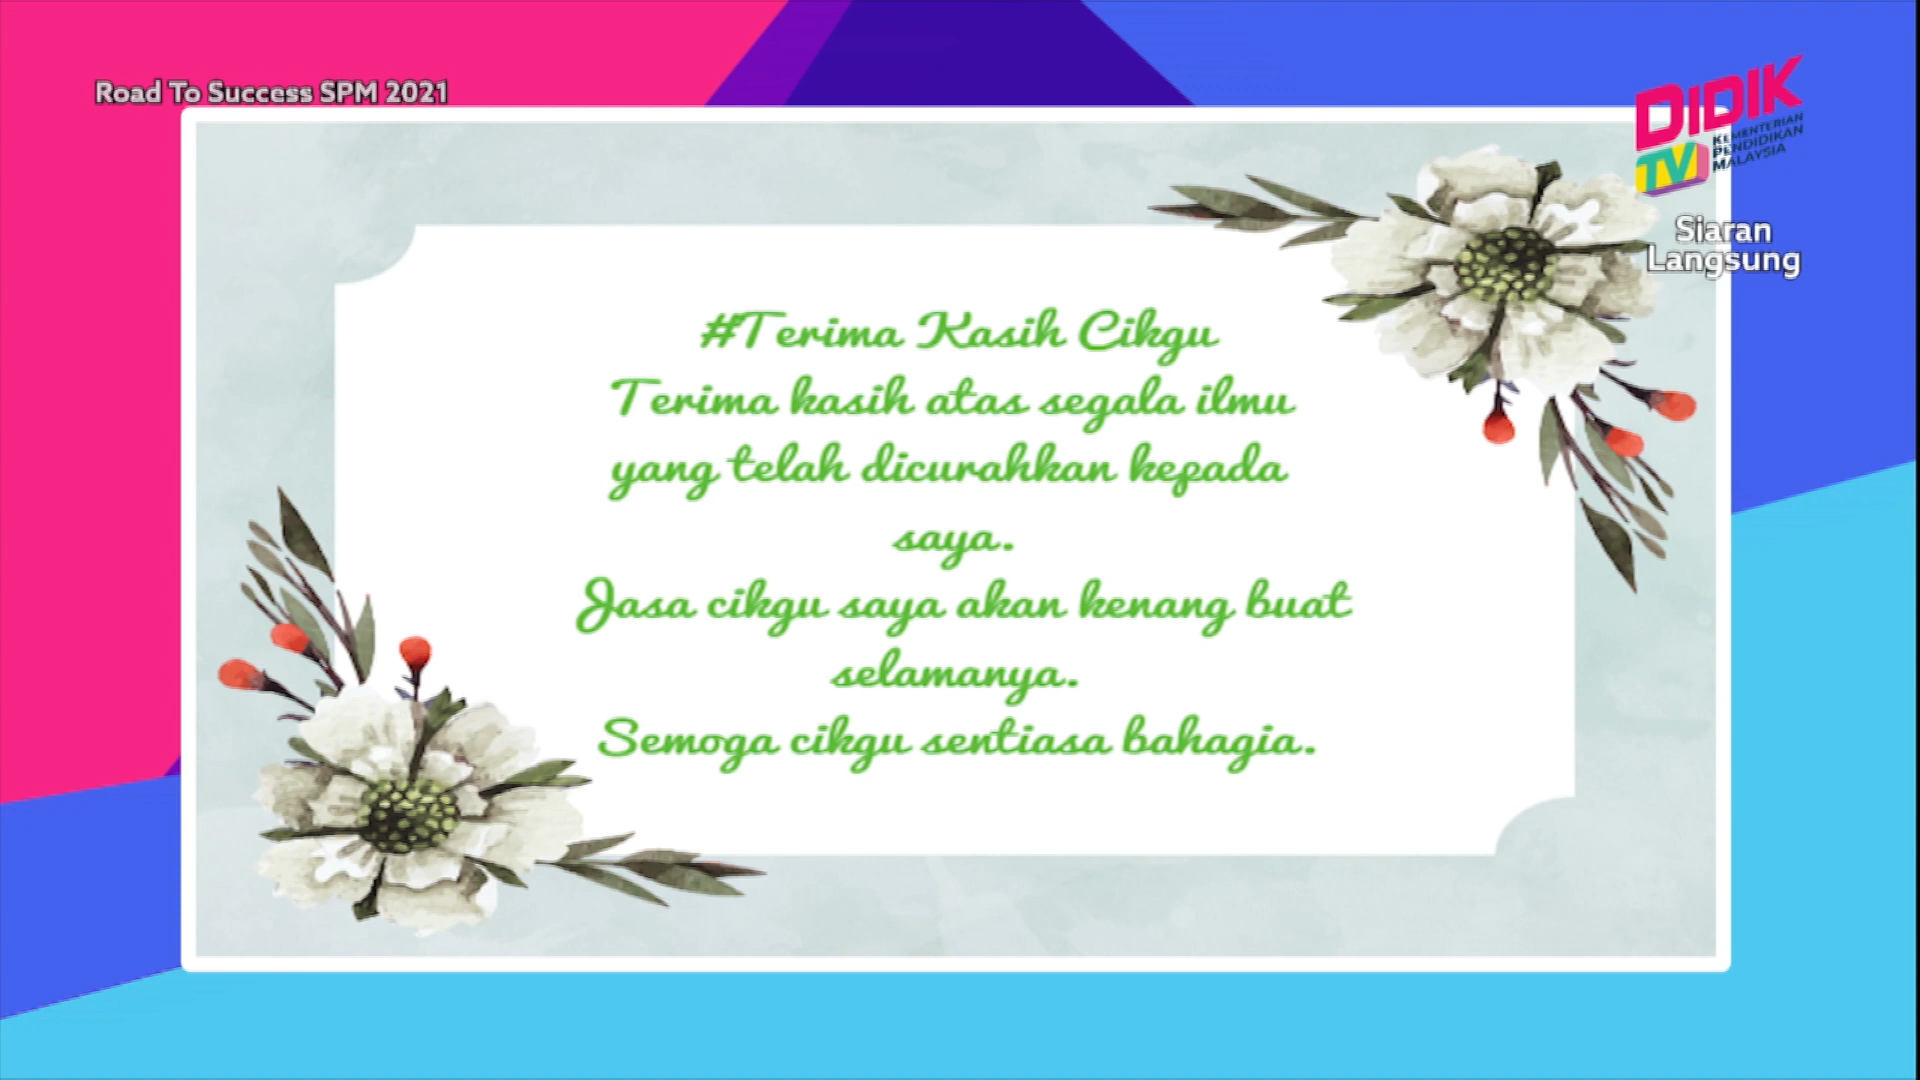 Road To Success SPM 2021
DIDIK
TV
KEMENTERIAN
PENDIDIKAN
MALAYSIA
Siaran
Langsung
#Terima Kasih Cikgu
Terima kasih atas segala ilmu
yang telah dicurahkan kepada
saya.
Jasa cikgu saya akan kenang buat
selamanya.
Semoga cikgu sentiasa bahagia.